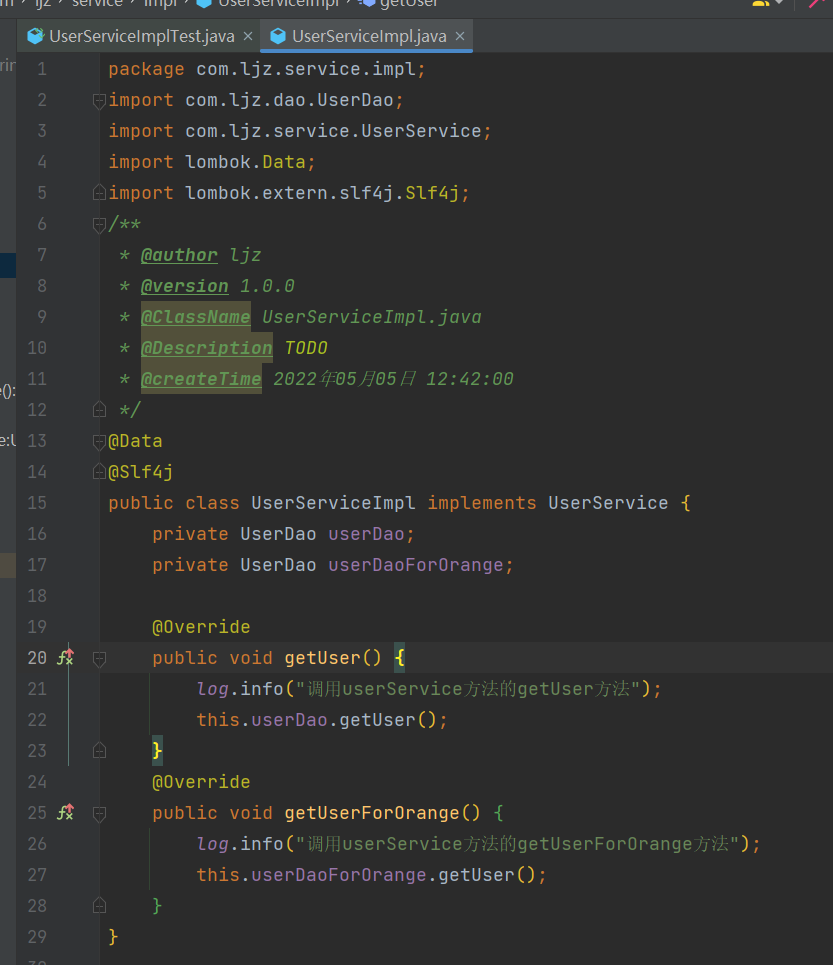 ljz › service › impl › UserServiceImpl › getUser
UserServiceImplTest.java × UserServiceImpl.java ×
1 package com.ljz.service.impl;
2 import com.ljz.dao.UserDao;
3 import com.ljz.service.UserService;
4 import lombok.Data;
5 import lombok.extern.slf4j.Slf4j;
6 /**
7 * @author ljz
8 * @version 1.0.0
9 * @ClassName UserServiceImpl.java
10 * @Description TODO
11 * @createTime 2022年05月05日 12:42:00
12 */
13 @Data
14 @Slf4j
15 public class UserServiceImpl implements UserService {
16 private UserDao userDao;
17 private UserDao userDaoForOrange;
18
19 @Override
20 public void getUser() {
21 log.info("调用userService方法的getUser方法");
22 this.userDao.getUser();
23 }
24 @Override
25 public void getUserForOrange() {
26 log.info("调用userService方法的getUserForOrange方法");
27 this.userDaoForOrange.getUser();
28 }
29 }